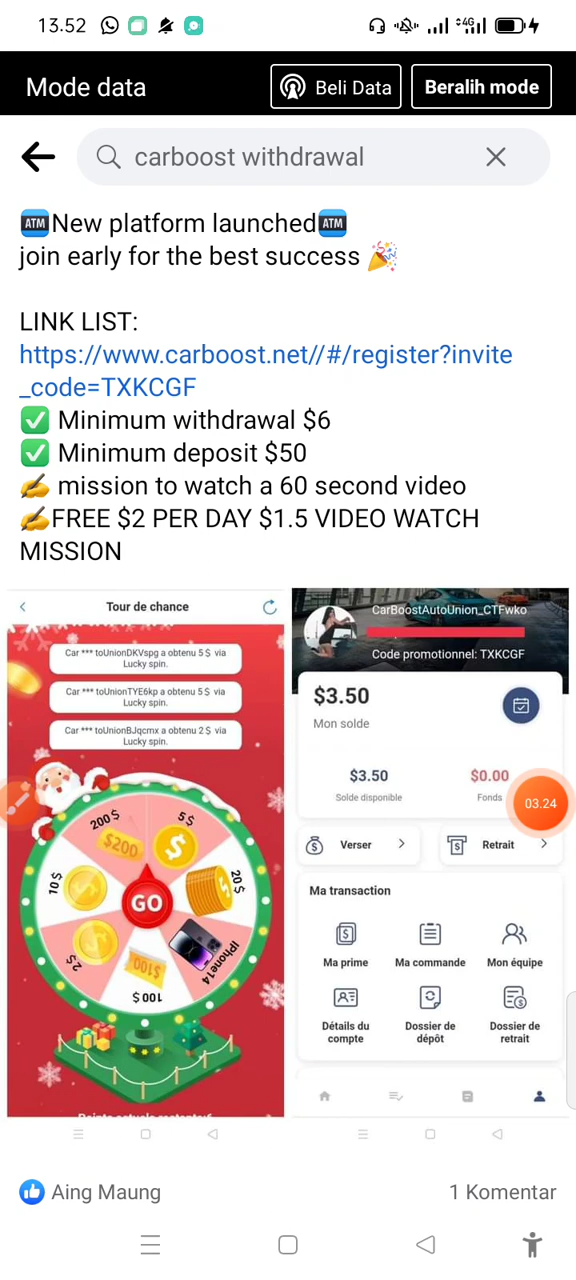 13.52
4G
Mode data
Beli Data
Beralih mode
carboost withdrawal
🏧New platform launched🏧
join early for the best success 🎉
LINK LIST:
https://www.carboost.net//#/register?invite
_code=TXKCGF
✅ Minimum withdrawal $6
✅ Minimum deposit $50
✍️ mission to watch a 60 second video
✍️FREE $2 PER DAY $1.5 VIDEO WATCH
MISSION
Tour de chance
Car *** toUnionDKVspg a obtenu 5 $ via
Lucky spin.
Car *** toUnionTYE6kp a obtenu 5 $ via
Lucky spin.
Car *** toUnionBJqcmx a obtenu 2 $ via
Lucky spin.
200 $
$200
5 $
20 $
iPhone14
100 $
$100
2 $
10 $
GO
CarBoostAutoUnion_CTFwko
Code promotionnel: TXKCGF
$3.50
Mon solde
$3.50
Solde disponible
$0.00
Fonds
03.24
Verser
Retrait
Ma transaction
Ma prime
Ma commande
Mon équipe
Détails du
compte
Dossier de
dépôt
Dossier de
retrait
Aing Maung
1 Komentar